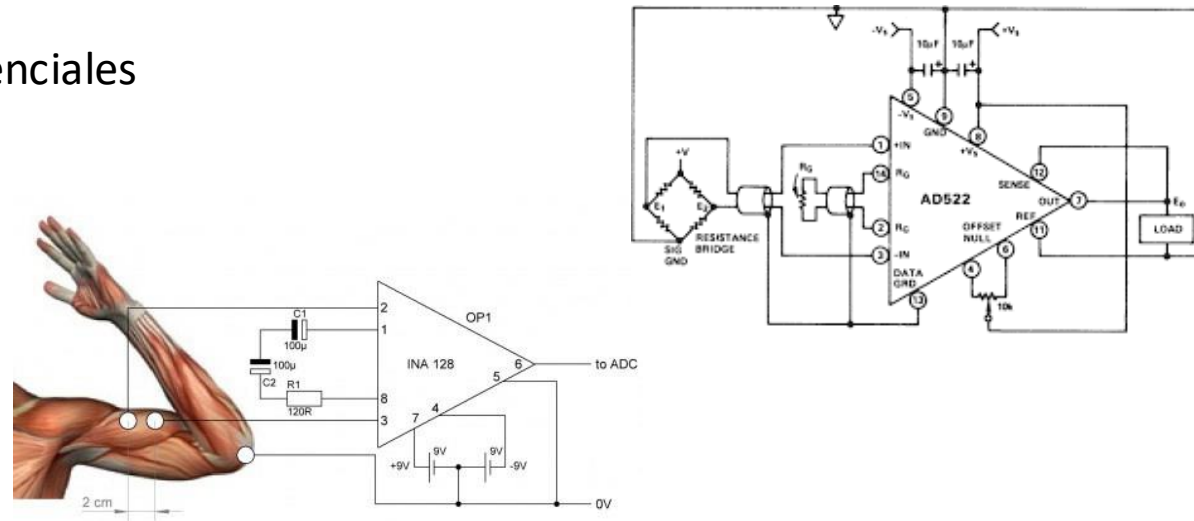 enciales
-Vs
+Vs
10μF
10μF
5
-Vs
9
GND
8
+Vs
1
+IN
+V
RG
14
RG
12
SENSE
E1
E2
AD522
OUT
7
Eo
REF
11
LOAD
2
RG
OFFSET
NULL
6
RESISTANCE
BRIDGE
SIG
GND
3
-IN
4
DATA
GRD
13
10k
2
C1
1
OP1
100μ
INA 128
6
to ADC
100μ
5
C2
R1
8
120R
4
3
7
9V
9V
+9V
-9V
2 cm
0V